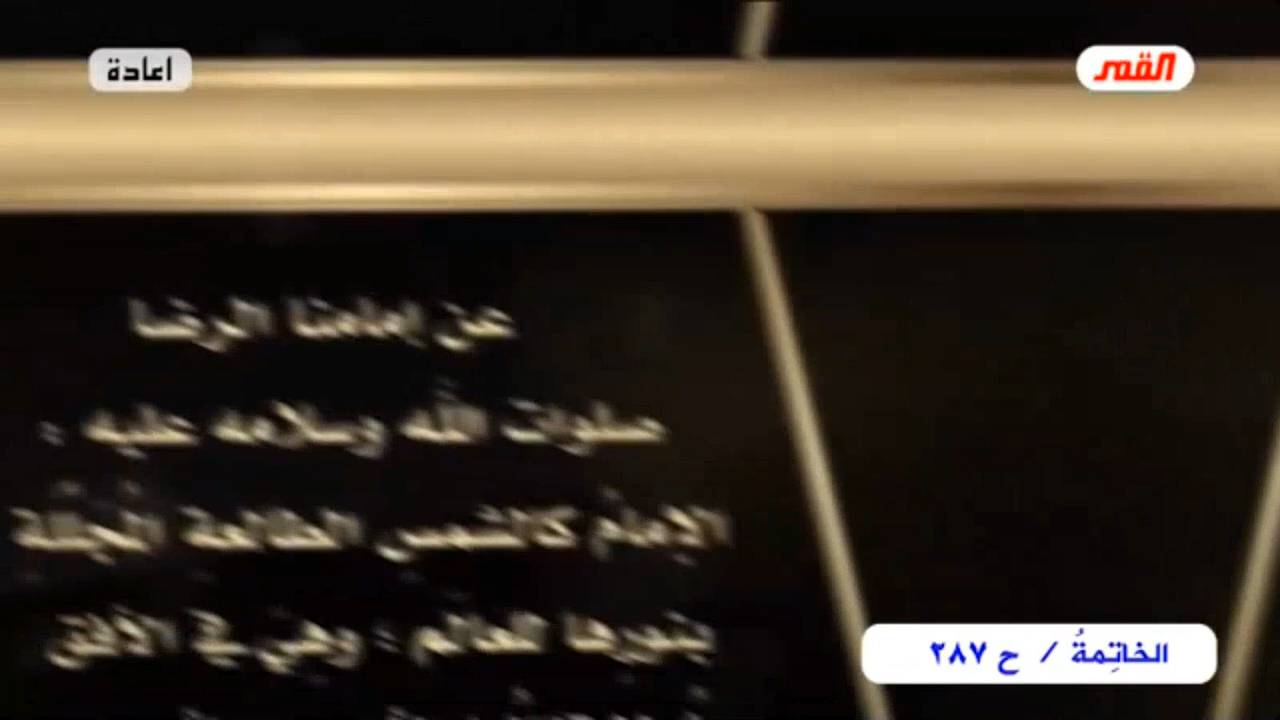 اعادة
القمر
عن إمامنا الرضا
صلوات الله وسلامه عليه :
الإمام كالشمس الطالعة المجللة
بنورها للعالم ؛ وهي في الأفق
الخاتِمةُ / ح ٢٨٧